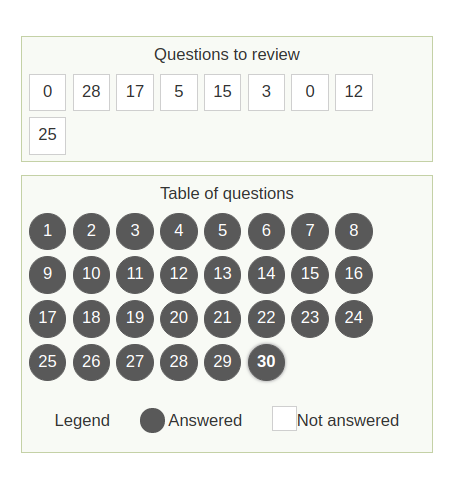 Questions to review
0 28 17 5 15 3 0 12
25
Table of questions
1 2 3 4 5 6 7 8
9 10 11 12 13 14 15 16
17 18 19 20 21 22 23 24
25 26 27 28 29 30
Legend Answered Not answered